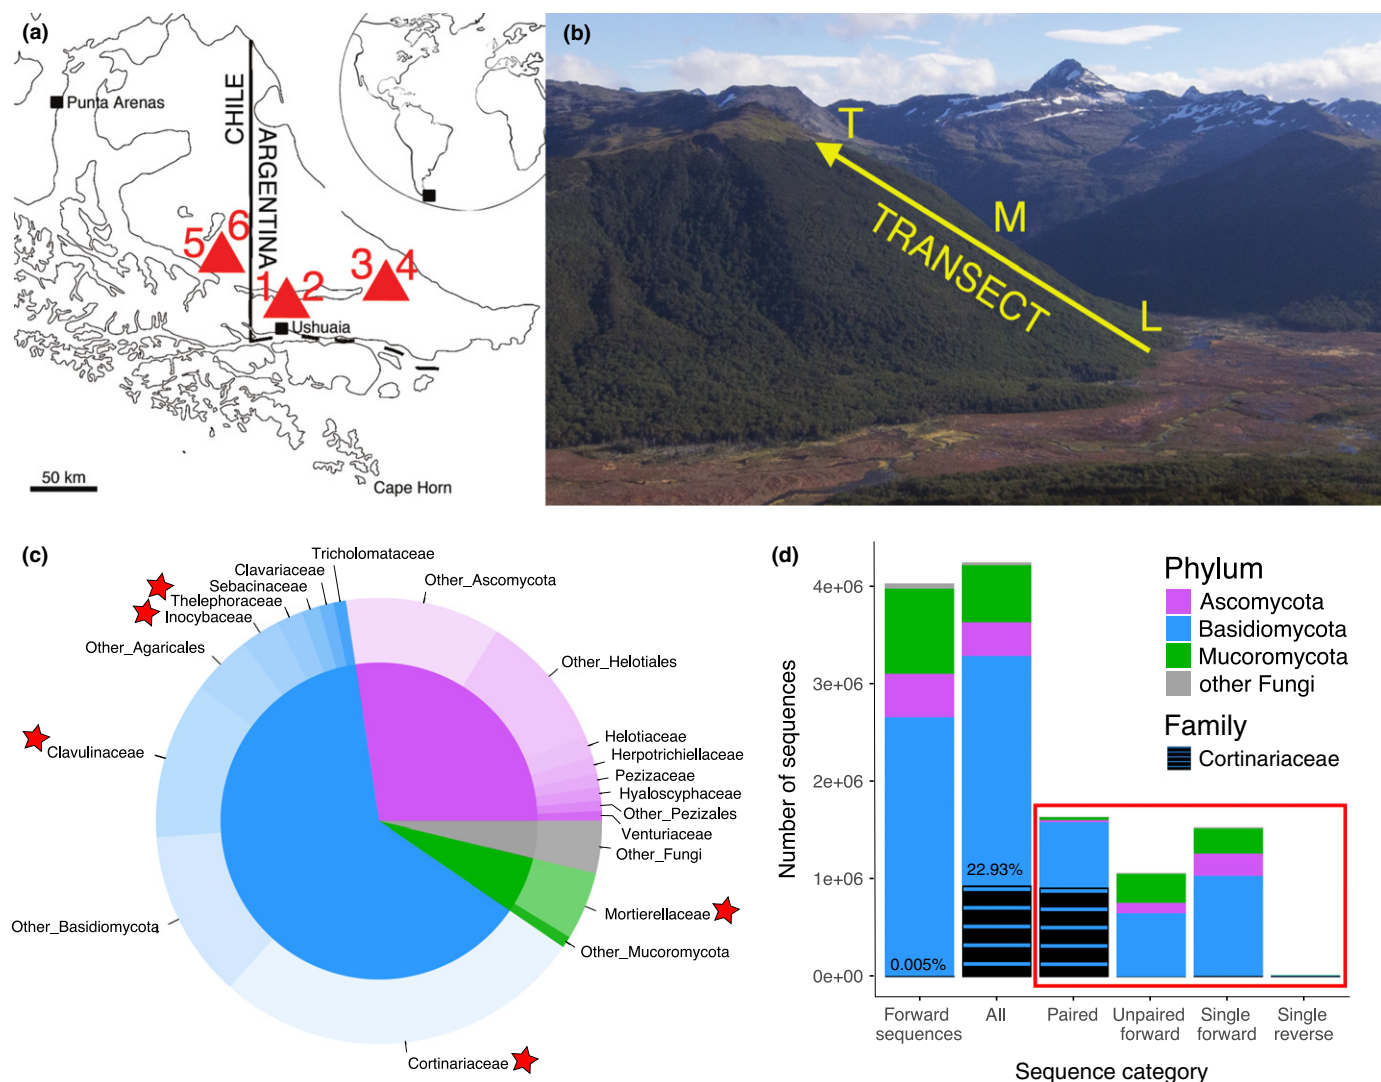 (a)
Punta Arenas
CHILE
ARGENTINA
5 6
3 4
1 2
Ushuaia
50 km
Cape Horn
(b)
T
M
TRANSECT
L
(c)
Tricholomataceae
Clavariaceae
Sebacinaceae
Thelephoraceae
Inocybaceae
Other_Agaricales
Clavulinaceae
Other_Basidiomycota
Cortinariaceae
Other_Ascomycota
Other_Helotiales
Helotiaceae
Herpotrichiellaceae
Pezizaceae
Hyaloscyphaceae
Other_Pezizales
Venturiaceae
Other_Fungi
Mortierellaceae
Other_Mucoromycota
(d)
Number of sequences
4e+06
3e+06
2e+06
1e+06
0e+00
22.93%
0.005%
Phylum
Ascomycota
Basidiomycota
Mucoromycota
other Fungi
Family
Cortinariaceae
Forward sequences
All
Paired
Unpaired forward
Single forward
Single reverse
Sequence category